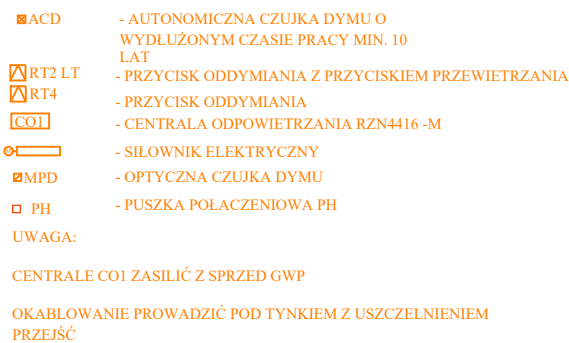 ACD - AUTONOMICZNA CZUJKA DYMU O
WYDŁUŻONYM CZASIE PRACY MIN. 10
LAT
RT2 LT - PRZYCISK ODDYMIANIA Z PRZYCISKIEM PRZEWIETRZANIA
RT4 - PRZYCISK ODDYMIANIA
CO1 - CENTRALA ODPOWIETRZANIA RZN4416 -M
M - SIŁOWNIK ELEKTRYCZNY
MPD - OPTYCZNA CZUJKA DYMU
PH - PUSZKA POŁACZENIOWA PH
UWAGA:
CENTRALE CO1 ZASILIĆ Z SPRZED GWP
OKABLOWANIE PROWADZIĆ POD TYNKIEM Z USZCZELNIENIEM
PRZEJŚĆ